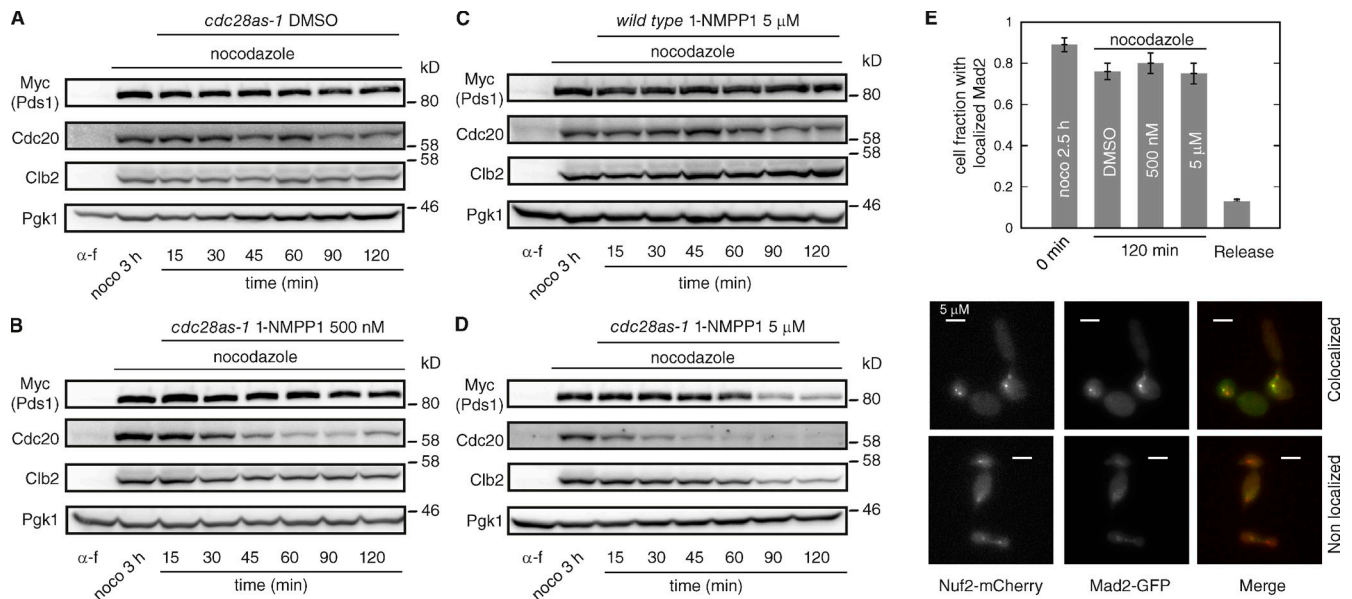 A
cdc28as-1 DMSO
nocodazole
kD
Myc
(Pds1)
80
Cdc20
58
58
Clb2
Pgk1
46
α-f
noco 3 h
15 30 45 60 90 120
time (min)
B
cdc28as-1 1-NMPP1 500 nM
nocodazole
kD
Myc
(Pds1)
80
Cdc20
58
58
Clb2
Pgk1
46
α-f
noco 3 h
15 30 45 60 90 120
time (min)
C
wild type 1-NMPP1 5 μM
nocodazole
kD
Myc
(Pds1)
80
Cdc20
58
58
Clb2
Pgk1
46
α-f
noco 3 h
15 30 45 60 90 120
time (min)
D
cdc28as-1 1-NMPP1 5 μM
nocodazole
kD
Myc
(Pds1)
80
Cdc20
58
58
Clb2
Pgk1
46
α-f
noco 3 h
15 30 45 60 90 120
time (min)
E
cell fraction with
localized Mad2
1
0.8
0.6
0.4
0.2
0
nocodazole
noco 2.5 h
DMSO
500 nM
5 μM
0 min
120 min
Release
5 μM
Colocalized
Non localized
Nuf2-mCherry
Mad2-GFP
Merge